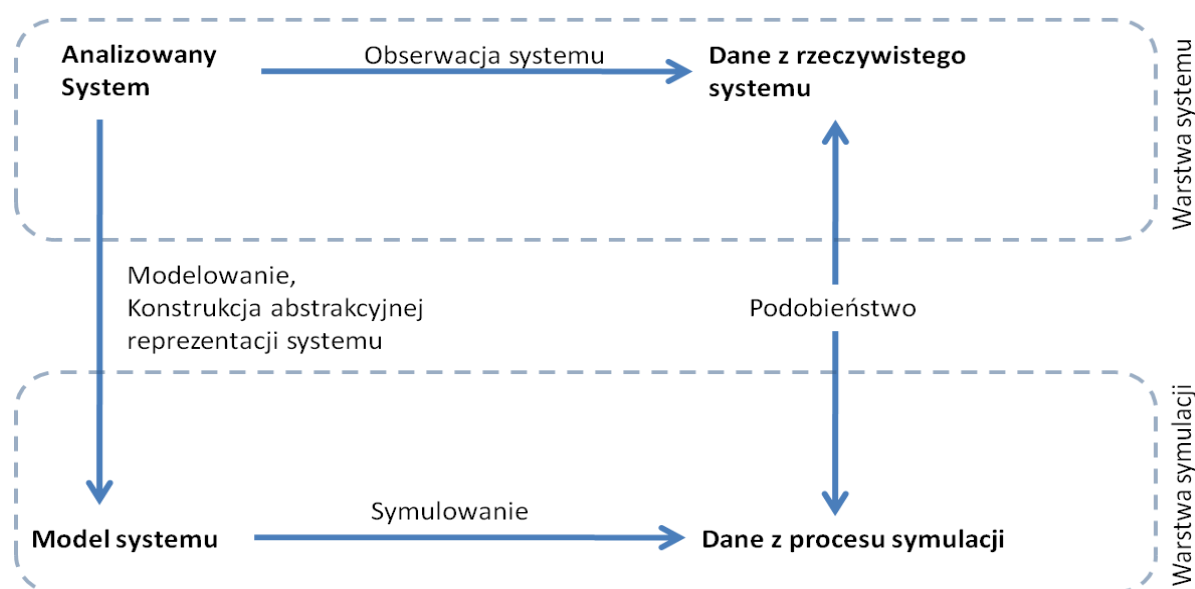 Analizowany
System
Obserwacja systemu
Dane z rzeczywistego
systemu
Warstwa systemu
Modelowanie,
Konstrukcja abstrakcyjnej
reprezentacji systemu
Podobieństwo
Model systemu
Symulowanie
Dane z procesu symulacji
Warstwa symulacji